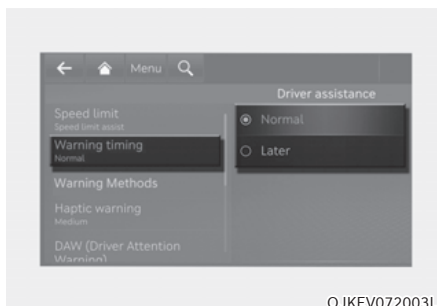 Menu
Driver assistance
Speed limit
Speed limit assist
Normal
Warning timing
Normal
Later
Warning Methods
Haptic warning
Medium
DAW (Driver Attention
Warning)
OJKEV072003L